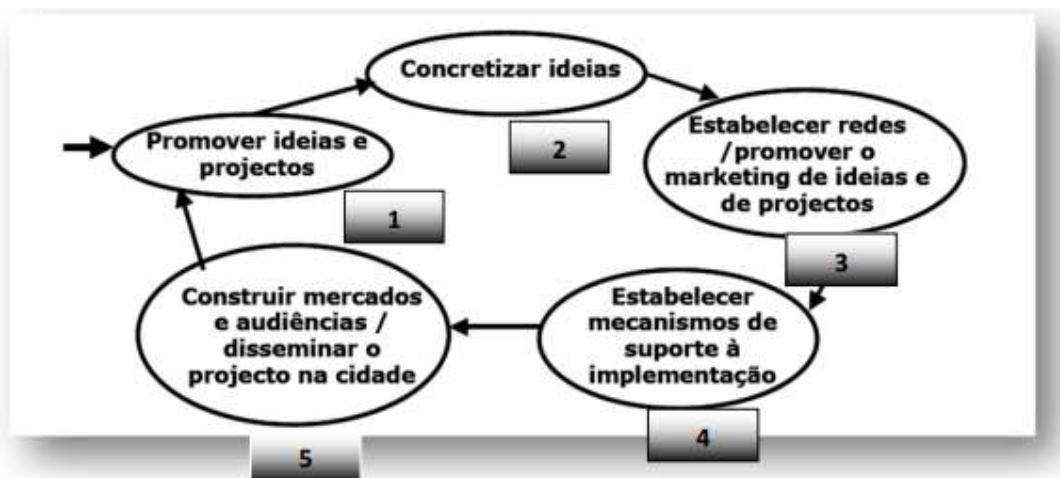 Promover ideias e
projectos
1
Concretizar ideias
2
Estabelecer redes
/promover o
marketing de ideias e
de projectos
3
Estabelecer
mecanismos de
suporte à
implementação
4
Construir mercados
e audiências /
disseminar o
projecto na cidade
5